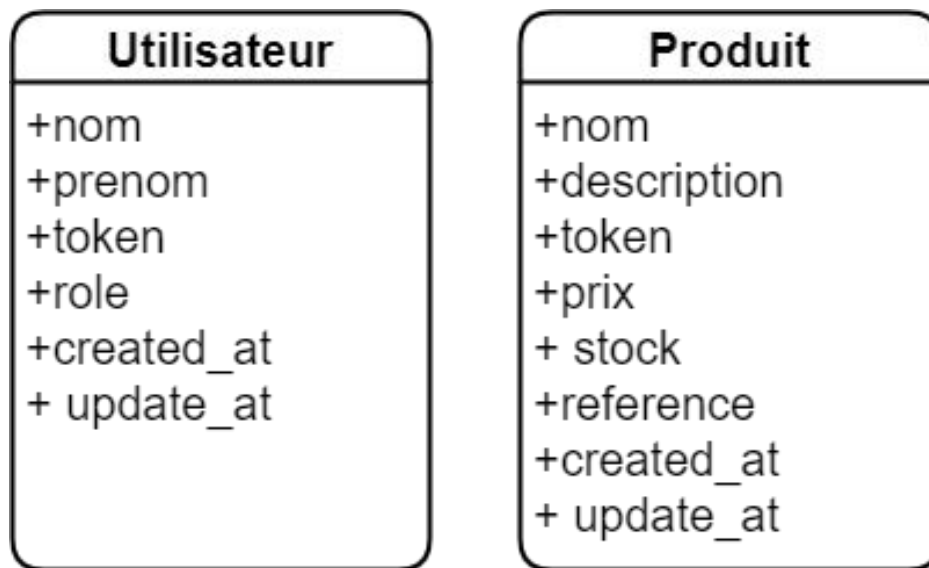 Utilisateur
+nom
+prenom
+token
+role
+created_at
+ update_at
Produit
+nom
+description
+token
+prix
+ stock
+reference
+created_at
+ update_at